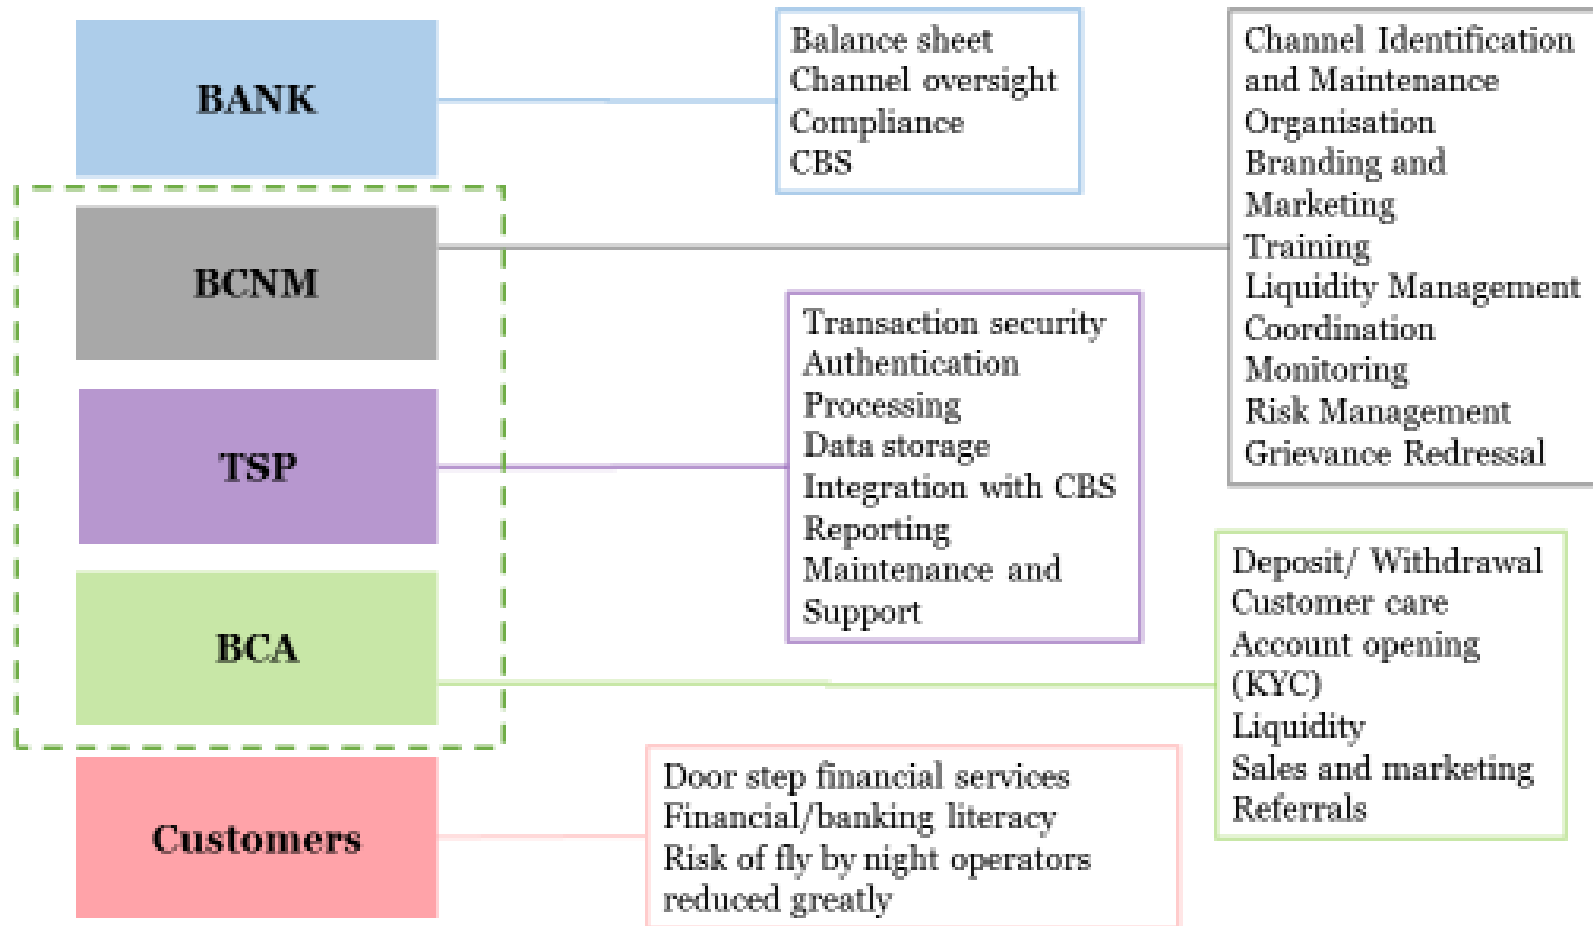 BANK
Balance sheet
Channel oversight
Compliance
CBS
Channel Identification
and Maintenance
Organisation
Branding and
Marketing
Training
Liquidity Management
Coordination
Monitoring
Risk Management
Grievance Redressal
BCNM
TSP
Transaction security
Authentication
Processing
Data storage
Integration with CBS
Reporting
Maintenance and
Support
BCA
Deposit/ Withdrawal
Customer care
Account opening
(KYC)
Liquidity
Sales and marketing
Referrals
Customers
Door step financial services
Financial/banking literacy
Risk of fly by night operators
reduced greatly